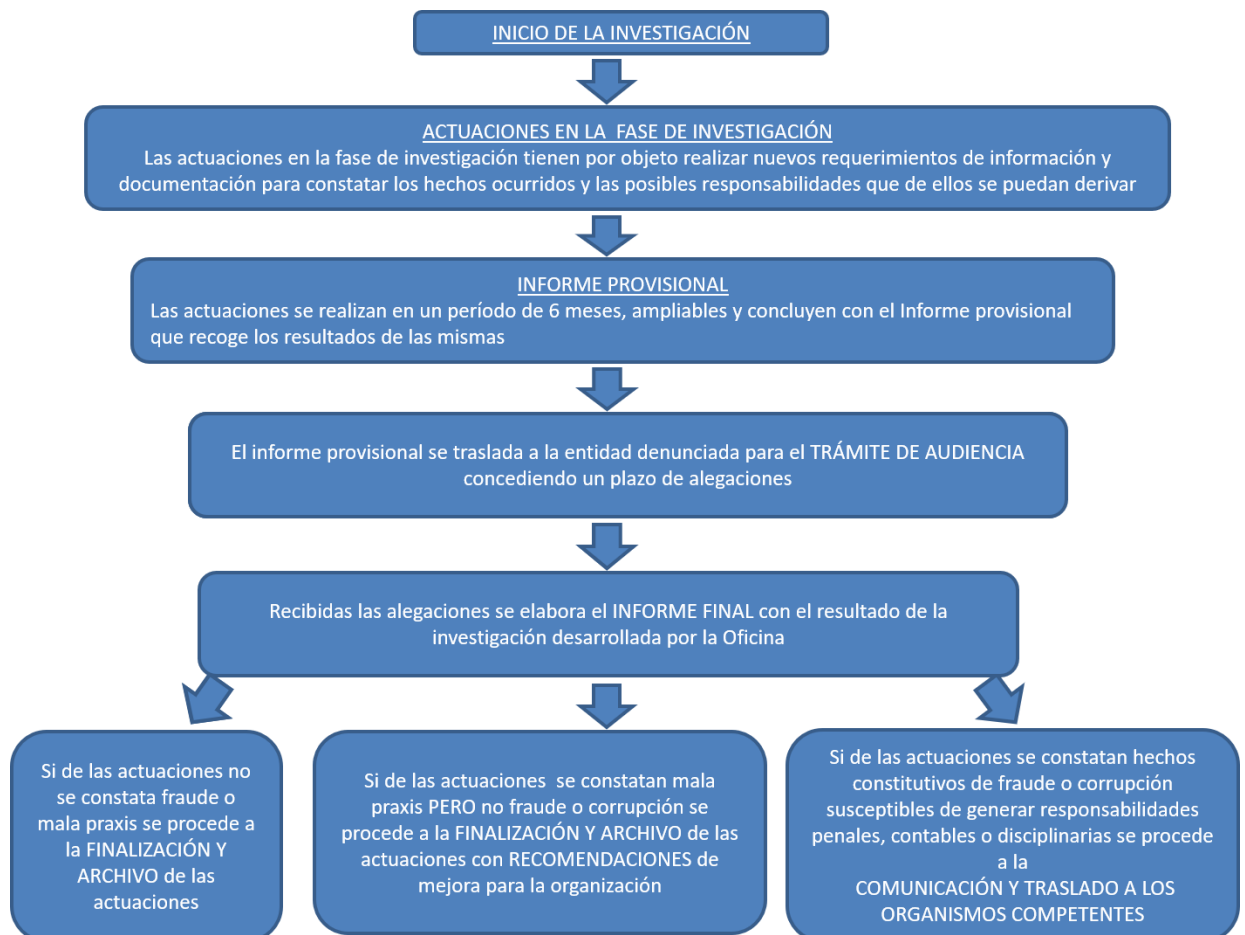 INICIO DE LA INVESTIGACIÓN
ACTUACIONES EN LA FASE DE INVESTIGACIÓN
Las actuaciones en la fase de investigación tienen por objeto realizar nuevos requerimientos de información y
documentación para constatar los hechos ocurridos y las posibles responsabilidades que de ellos se puedan derivar
INFORME PROVISIONAL
Las actuaciones se realizan en un período de 6 meses, ampliables y concluyen con el Informe provisional
que recoge los resultados de las mismas
El informe provisional se traslada a la entidad denunciada para el TRÁMITE DE AUDIENCIA
concediendo un plazo de alegaciones
Recibidas las alegaciones se elabora el INFORME FINAL con el resultado de la
investigación desarrollada por la Oficina
Si de las actuaciones no
se constata fraude o
mala praxis se procede a
la FINALIZACIÓN Y
ARCHIVO de las
actuaciones
Si de las actuaciones se constatan mala
praxis PERO no fraude o corrupción se
procede a la FINALIZACIÓN Y ARCHIVO de las
actuaciones con RECOMENDACIONES de
mejora para la organización
Si de las actuaciones se constatan hechos
constitutivos de fraude o corrupción
susceptibles de generar responsabilidades
penales, contables o disciplinarias se procede
a la
COMUNICACIÓN Y TRASLADO A LOS
ORGANISMOS COMPETENTES